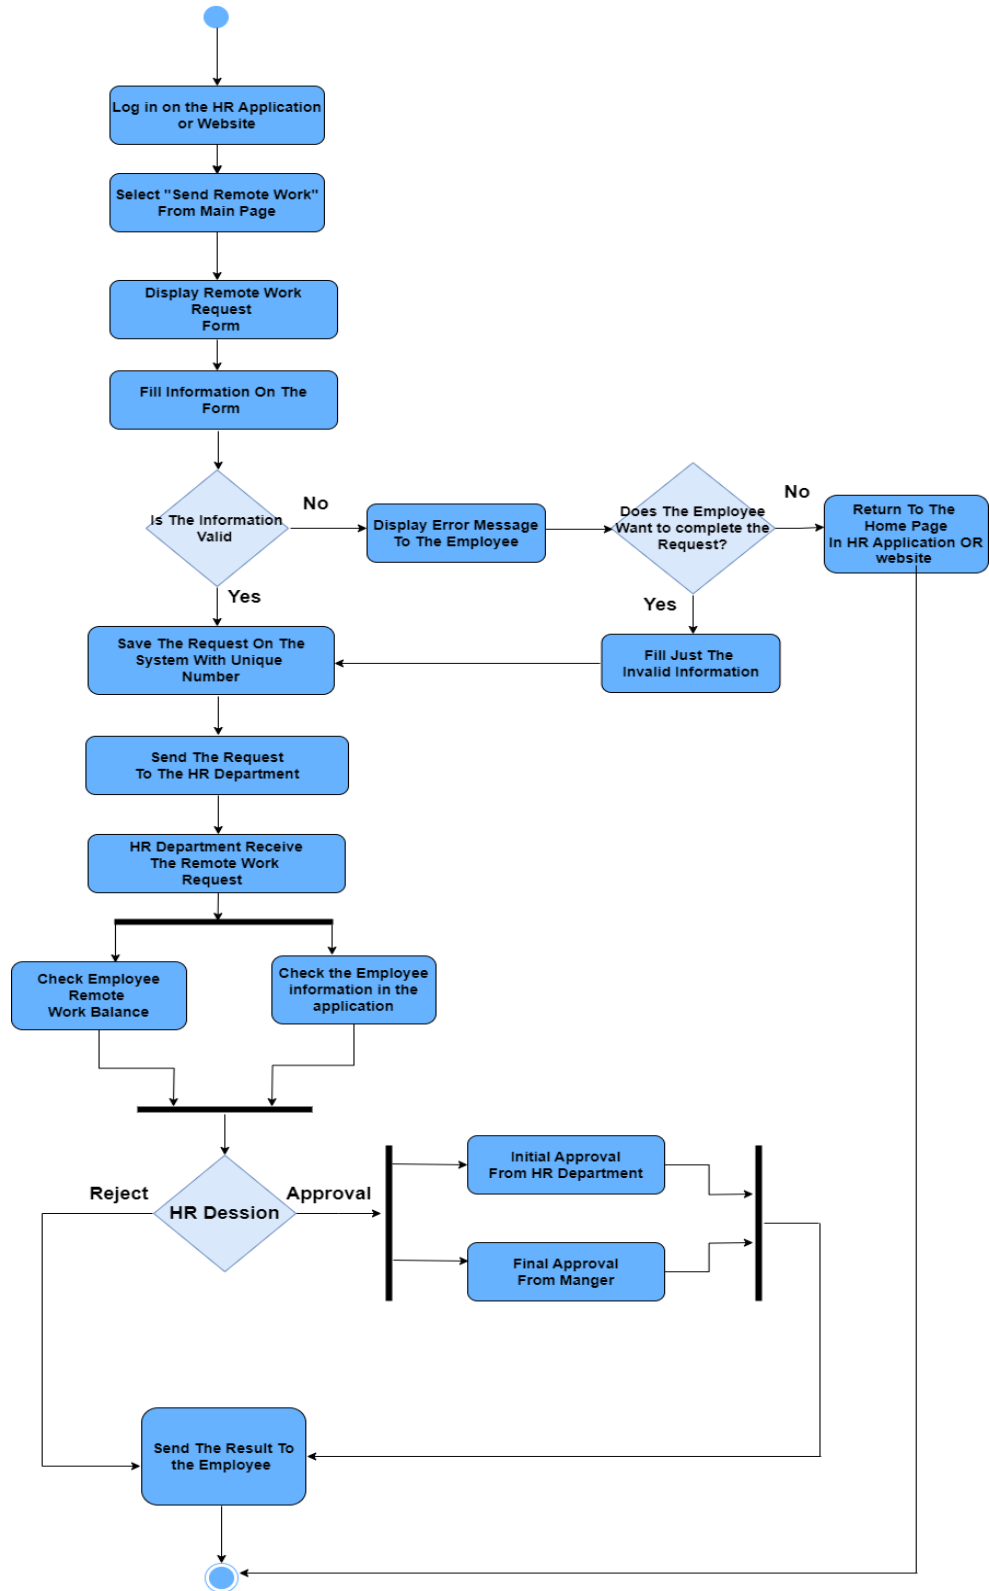 Log in on the HR Application
or Website
Select "Send Remote Work"
From Main Page
Display Remote Work
Request
Form
Fill Information On The
Form
Is The Information
Valid
No
Display Error Message
To The Employee
Does The Employee
Want to complete the
Request?
No
Return To The
Home Page
In HR Application OR
website
Yes
Yes
Save The Request On The
System With Unique
Number
Fill Just The
Invalid Information
Send The Request
To The HR Department
HR Department Receive
The Remote Work
Request
Check Employee
Remote
Work Balance
Check the Employee
information in the
application
Reject
HR Dession
Approval
Initial Approval
From HR Department
Final Approval
From Manger
Send The Result To
the Employee